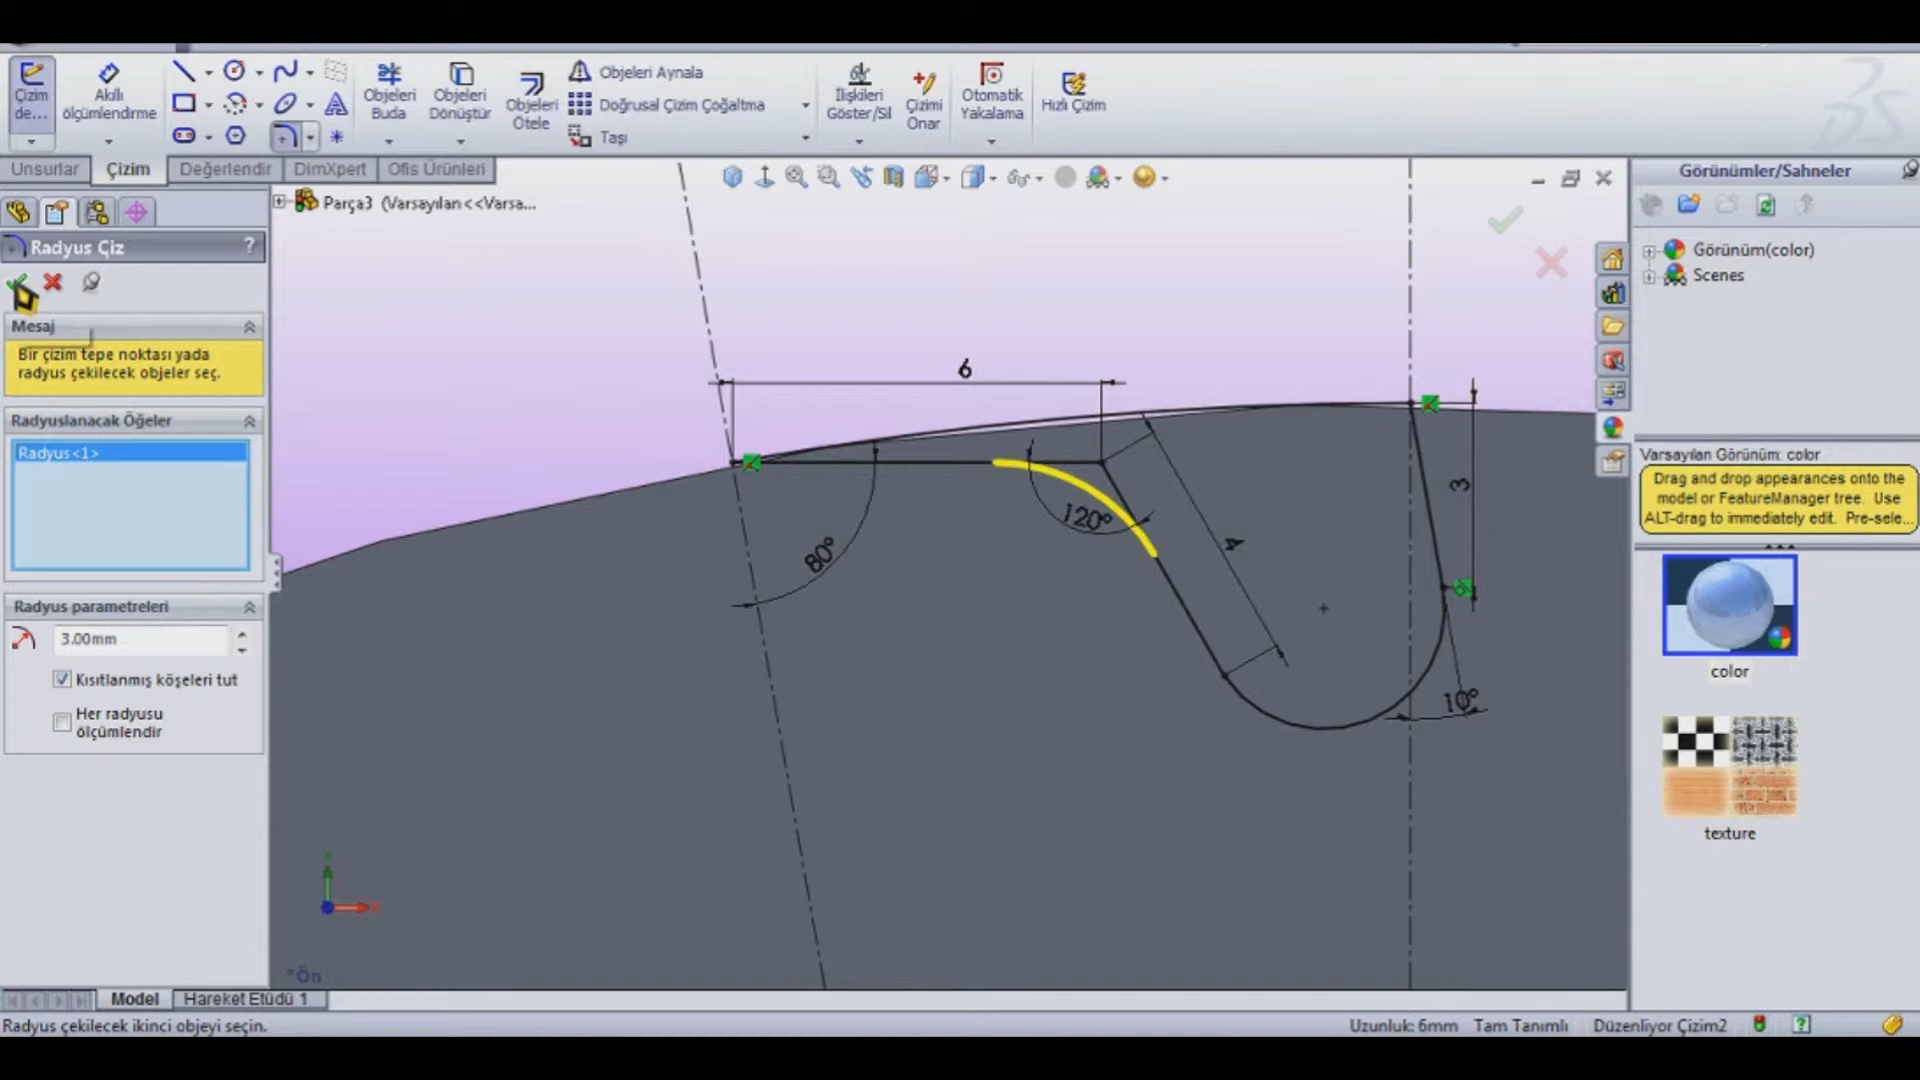 Çizim
de...
Akıllı
ölçümlendirme
Objeleri
Buda
Objeleri
Dönüştür
Objeleri
Ötele
Objeleri Aynala
Doğrusal Çizim Çoğaltma
Taşı
İlişkileri
Göster/Sil
Çizimi
Onar
Otomatik
Yakalama
Hızlı Çizim
Unsurlar
Çizim
Değerlendir
DimXpert
Ofis Ürünleri
Görünümler/Sahneler
Parça3 (Varsayılan<<Varsa...
Radyus Çiz
?
Mesaj
Bir çizim tepe noktası yada
radyus çekilecek objeler seç.
Radyuslanacak Öğeler
Radyus<1>
Radyus parametreleri
3.00mm
Kısıtlanmış köşeleri tut
Her radyusu
ölçümlendir
6
120°
80°
4
3
10°
*Ön
Görünüm(color)
Scenes
Varsayılan Görünüm: color
Drag and drop appearances onto the
model or FeatureManager tree. Use
ALT-drag to immediately edit. Pre-sele...
color
texture
Model
Hareket Etüdü 1
Radyus çekilecek ikinci objeyi seçin.
Uzunluk: 6mm
Tam Tanımlı
Düzenliyor Çizim2